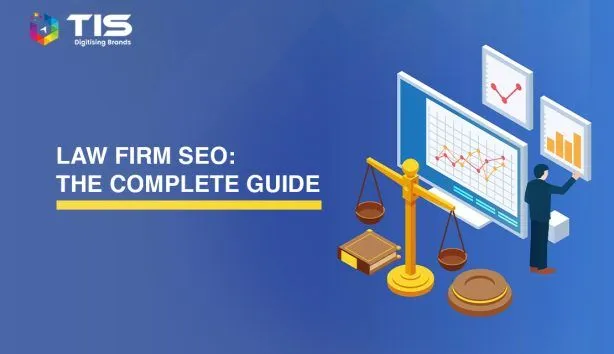 TIS
Digitising Brands
LAW FIRM SEO:
THE COMPLETE GUIDE